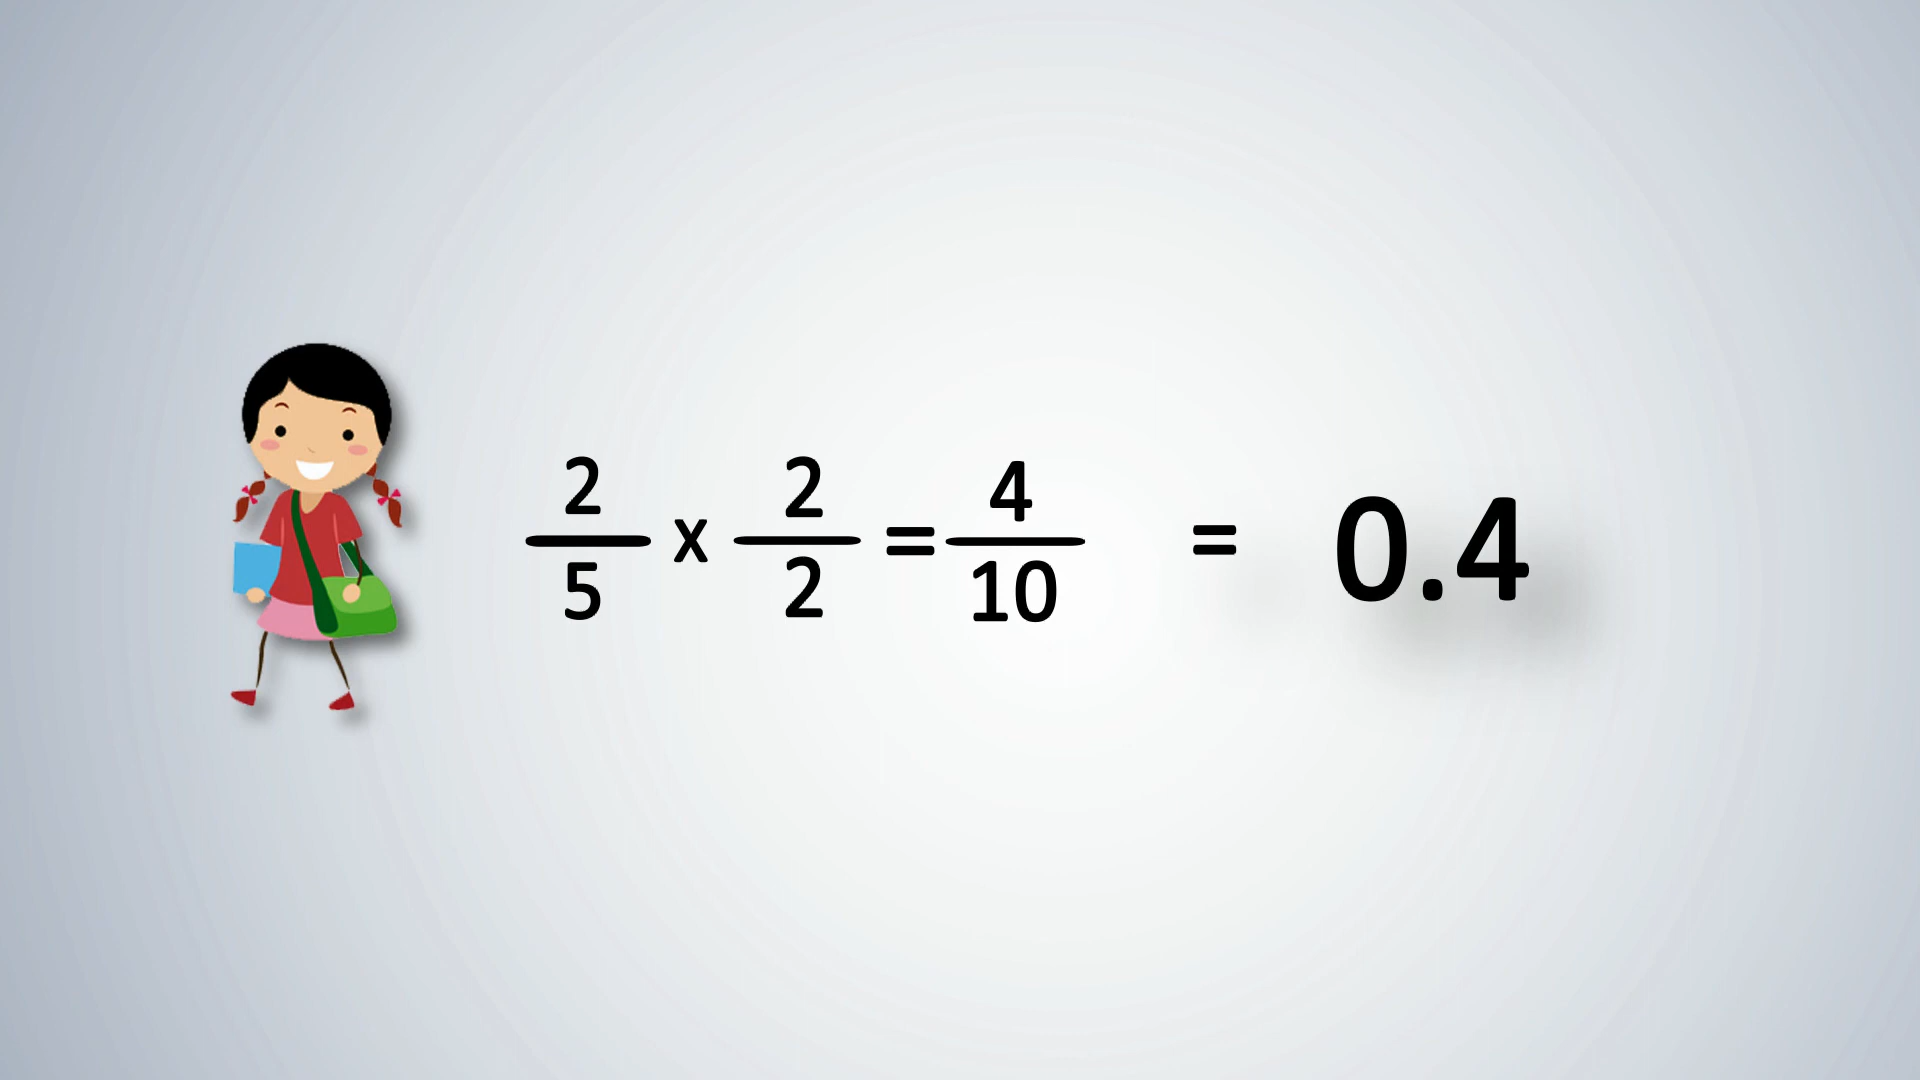 2/5 x 2/2 = 4/10 = 0.4